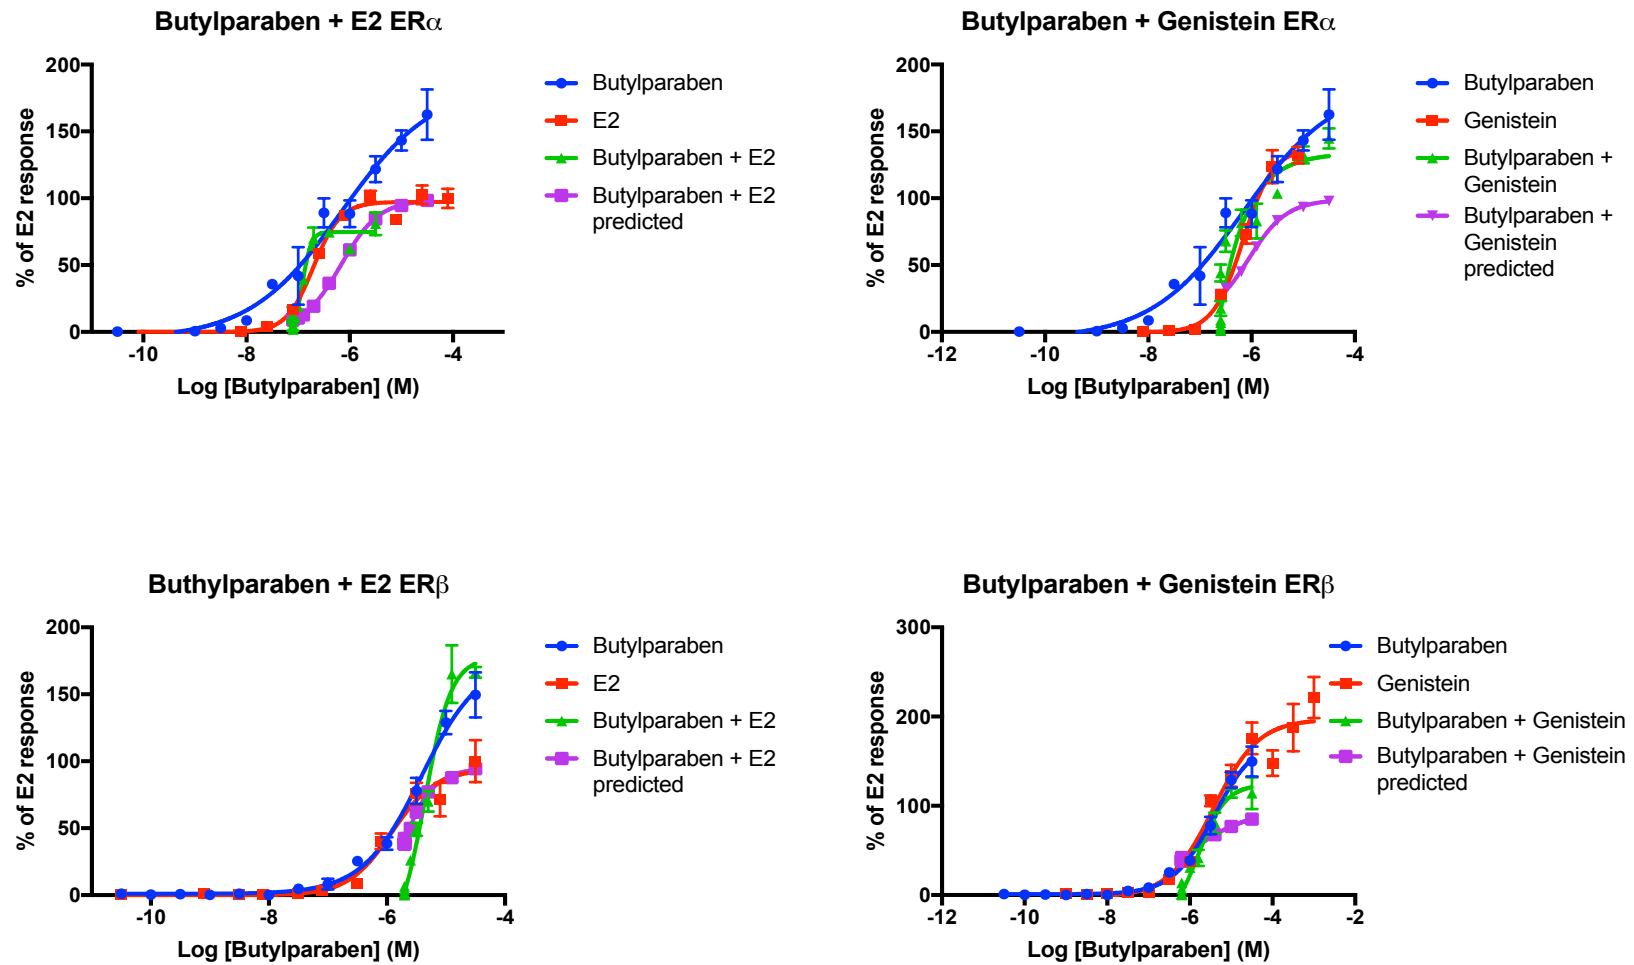 Butylparaben + E2 ERα
% of E2 response
200
150
100
50
0
-10
-8
-6
-4
Log [Butylparaben] (M)
Butylparaben
E2
Butylparaben + E2
Butylparaben + E2
predicted
Butylparaben + Genistein ERα
% of E2 response
200
150
100
50
0
-12
-10
-8
-6
-4
Log [Butylparaben] (M)
Butylparaben
Genistein
Butylparaben +
Genistein
Butylparaben +
Genistein
predicted
Buthylparaben + E2 ERβ
% of E2 response
200
150
100
50
0
-10
-8
-6
-4
Log [Butylparaben] (M)
Butylparaben
E2
Butylparaben + E2
Butylparaben + E2
predicted
Butylparaben + Genistein ERβ
% of E2 response
300
200
100
0
-12
-10
-8
-6
-4
-2
Log [Butylparaben] (M)
Butylparaben
Genistein
Butylparaben + Genistein
Butylparaben + Genistein
predicted